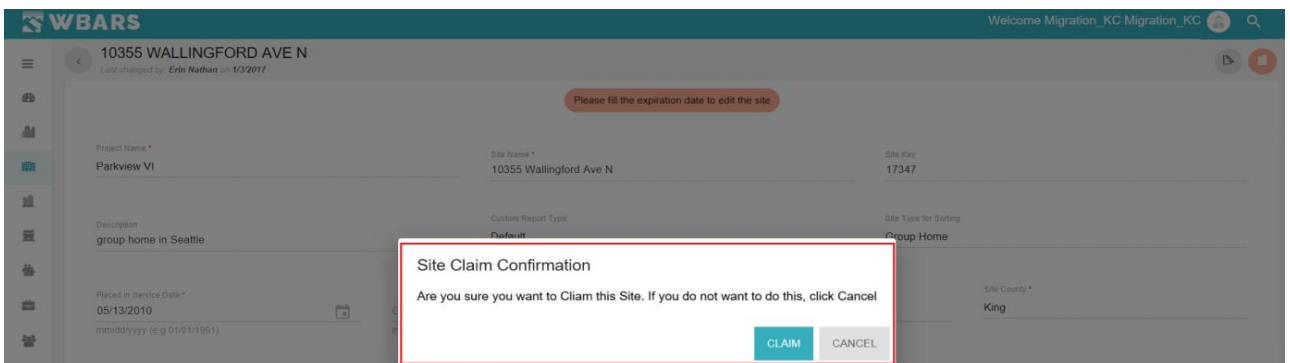 WBARS
Welcome Migration_KC Migration_KC
10355 WALLINGFORD AVE N
Last changed by: Erin Nathan on 1/3/2017
Please fill the expiration date to edit the site
Project Name *
Site Name *
Site Key
Parkview VI
10355 Wallingford Ave N
17347
Description
Custom Report Type
Site Type for Sorting
group home in Seattle
Default
Group Home
Site Claim Confirmation
Are you sure you want to Cliam this Site. If you do not want to do this, click Cancel
CLAIM
CANCEL
Placed in Service Date *
Site County *
05/13/2010
King
mm/dd/yyyy (e.g 01/01/1991)